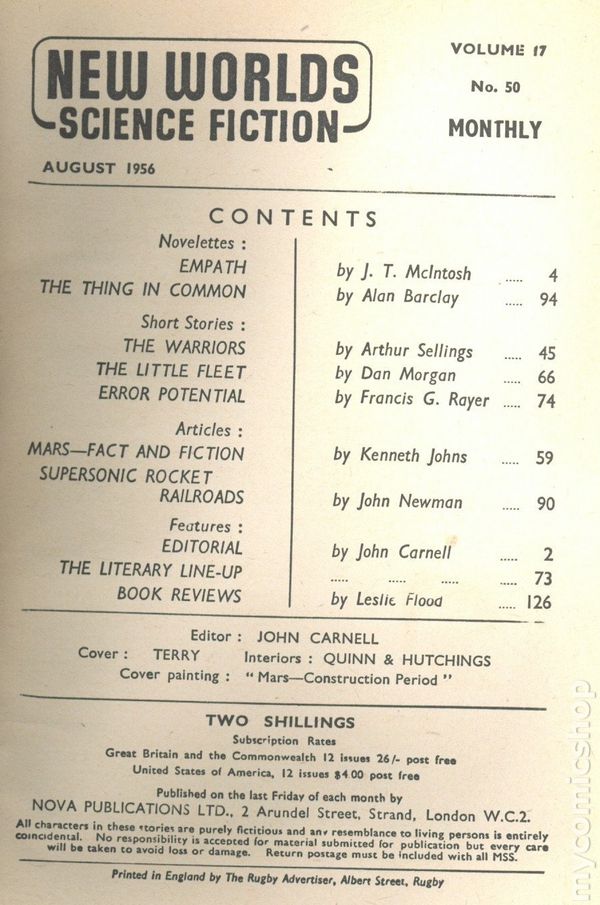 NEW WORLDS
SCIENCE FICTION
VOLUME 17
No. 50
MONTHLY
AUGUST 1956
CONTENTS
Novelettes :
EMPATH by J. T. McIntosh ..... 4
THE THING IN COMMON by Alan Barclay ..... 94
Short Stories :
THE WARRIORS by Arthur Sellings ..... 45
THE LITTLE FLEET by Dan Morgan ..... 66
ERROR POTENTIAL by Francis G. Rayer ..... 74
Articles :
MARS—FACT AND FICTION by Kenneth Johns ..... 59
SUPERSONIC ROCKET
RAILROADS by John Newman ..... 90
Features :
EDITORIAL by John Carnell ..... 2
THE LITERARY LINE-UP ..... ..... ..... ..... 73
BOOK REVIEWS by Leslie Flood ..... 126
Editor : JOHN CARNELL
Cover : TERRY Interiors : QUINN & HUTCHINGS
Cover painting : “ Mars—Construction Period ”
TWO SHILLINGS
Subscription Rates
Great Britain and the Commonwealth 12 issues 26/- post free
United States of America, 12 issues $4.00 post free
Published on the last Friday of each month by
NOVA PUBLICATIONS LTD., 2 Arundel Street, Strand, London W.C.2.
All characters in these stories are purely fictitious and any resemblance to living persons is entirely
coincidental. No responsibility is accepted for material submitted for publication but every care
will be taken to avoid loss or damage. Return postage must be included with all MSS.
Printed in England by The Rugby Advertiser, Albert Street, Rugby
mycomicshop